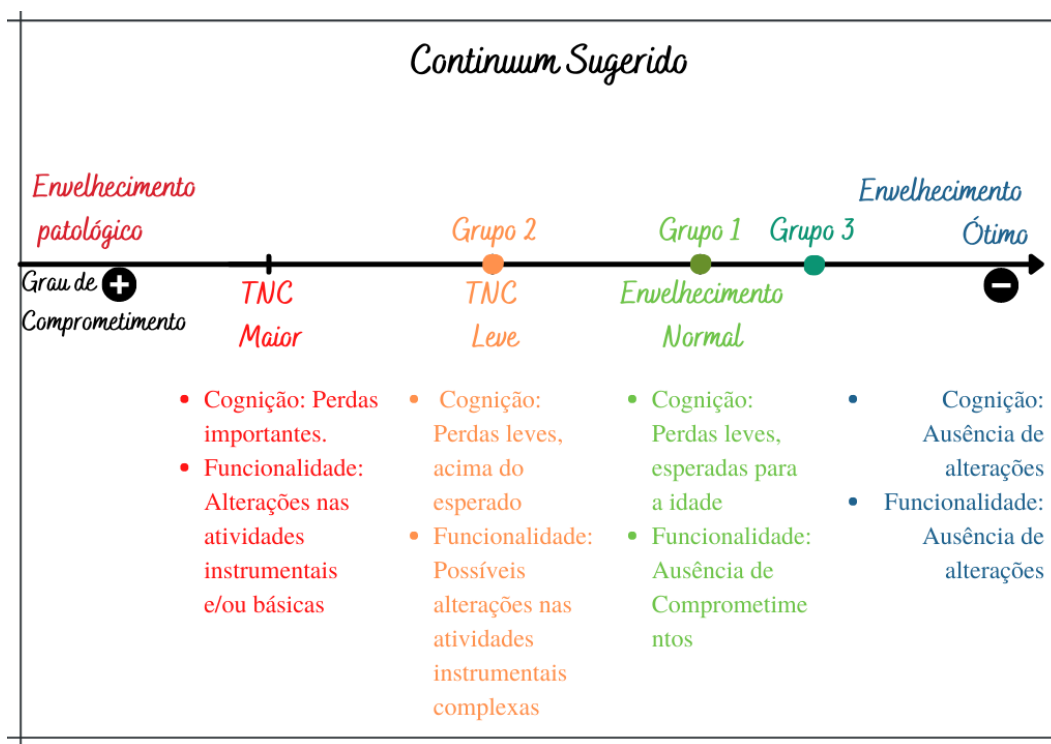 Continuum Sugerido
Envelhecimento
patológico
Grupo 2
Grupo 1
Grupo 3
Envelhecimento
Ótimo
Grau de +
Comprometimento
−
TNC
Maior
TNC
Leve
Envelhecimento
Normal
• Cognição: Perdas
importantes.
• Funcionalidade:
Alterações nas
atividades
instrumentais
e/ou básicas
• Cognição:
Perdas leves,
acima do
esperado
• Funcionalidade:
Possíveis
alterações nas
atividades
instrumentais
complexas
• Cognição:
Perdas leves,
esperadas para
a idade
• Funcionalidade:
Ausência de
Comprometime
ntos
• Cognição:
Ausência de
alterações
• Funcionalidade:
Ausência de
alterações